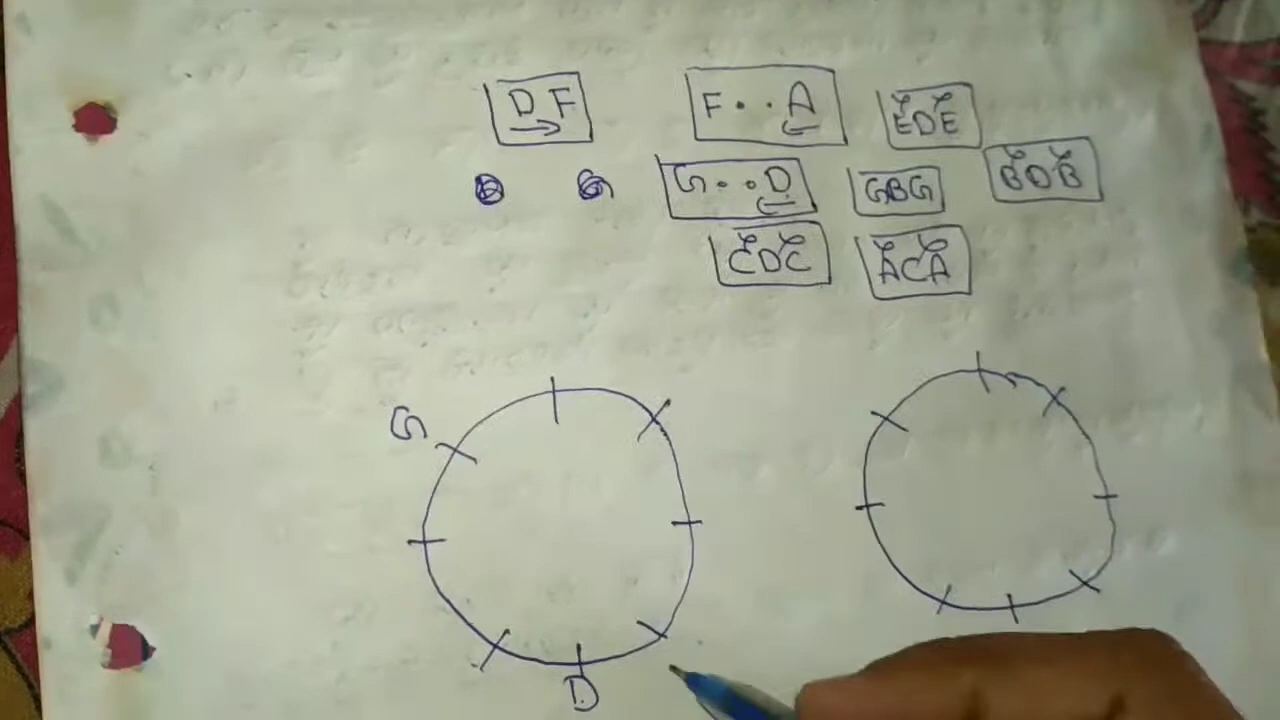 D F
F . . A
EDE
G . . D
GBG
BDB
CDC
ACA
G
D